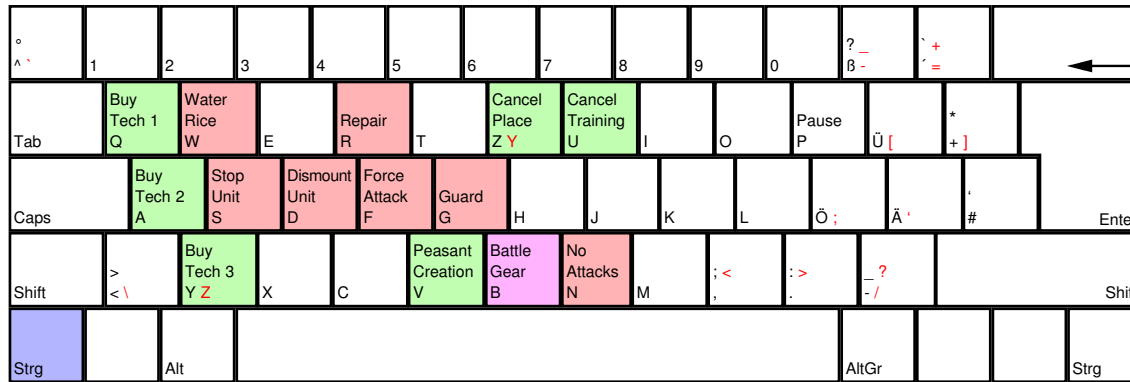 ° ? _ ` +
^ ` 1 2 3 4 5 6 7 8 9 0 ß - ´ =
Buy Water Cancel Cancel
Tech 1 Rice Repair Place Training Pause *
Tab Q W E R T Z Y U I O P Ü [ + ]
Buy Stop Dismount Force
Tech 2 Unit Unit Attack Guard '
Caps A S D F G H J K L Ö ; Ä ' # Ente
Buy Peasant Battle No
> Tech 3 Creation Gear Attacks ; < : > _ ?
Shift < \ Y Z X C V B N M , . - / Shif
Strg Alt AltGr Strg